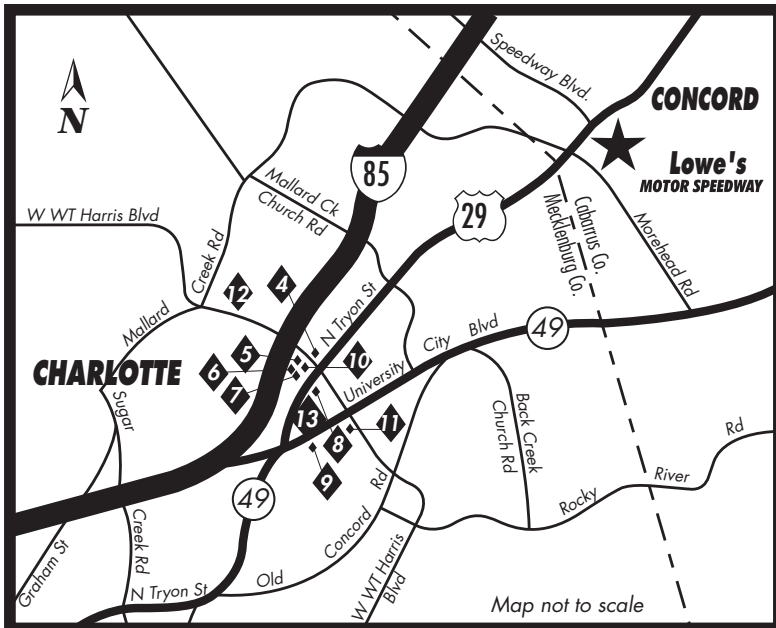 Speedway Blvd.
CONCORD
N
85
Lowe's
MOTOR SPEEDWAY
Mallard Ck
Church Rd
W WT Harris Blvd
29
Cabarrus Co.
Mecklenburg Co.
Morehead Rd
Creek Rd
12
4
N Tryon St
Mallard
City Blvd
49
CHARLOTTE
5
6
7
10
University
Sugar
13
8
11
9
Back Creek
Church Rd
Rd
River
Rocky
49
Rd
Concord
Old
Creek Rd
Graham St
N Tryon St
W WT Harris
Blvd
Map not to scale